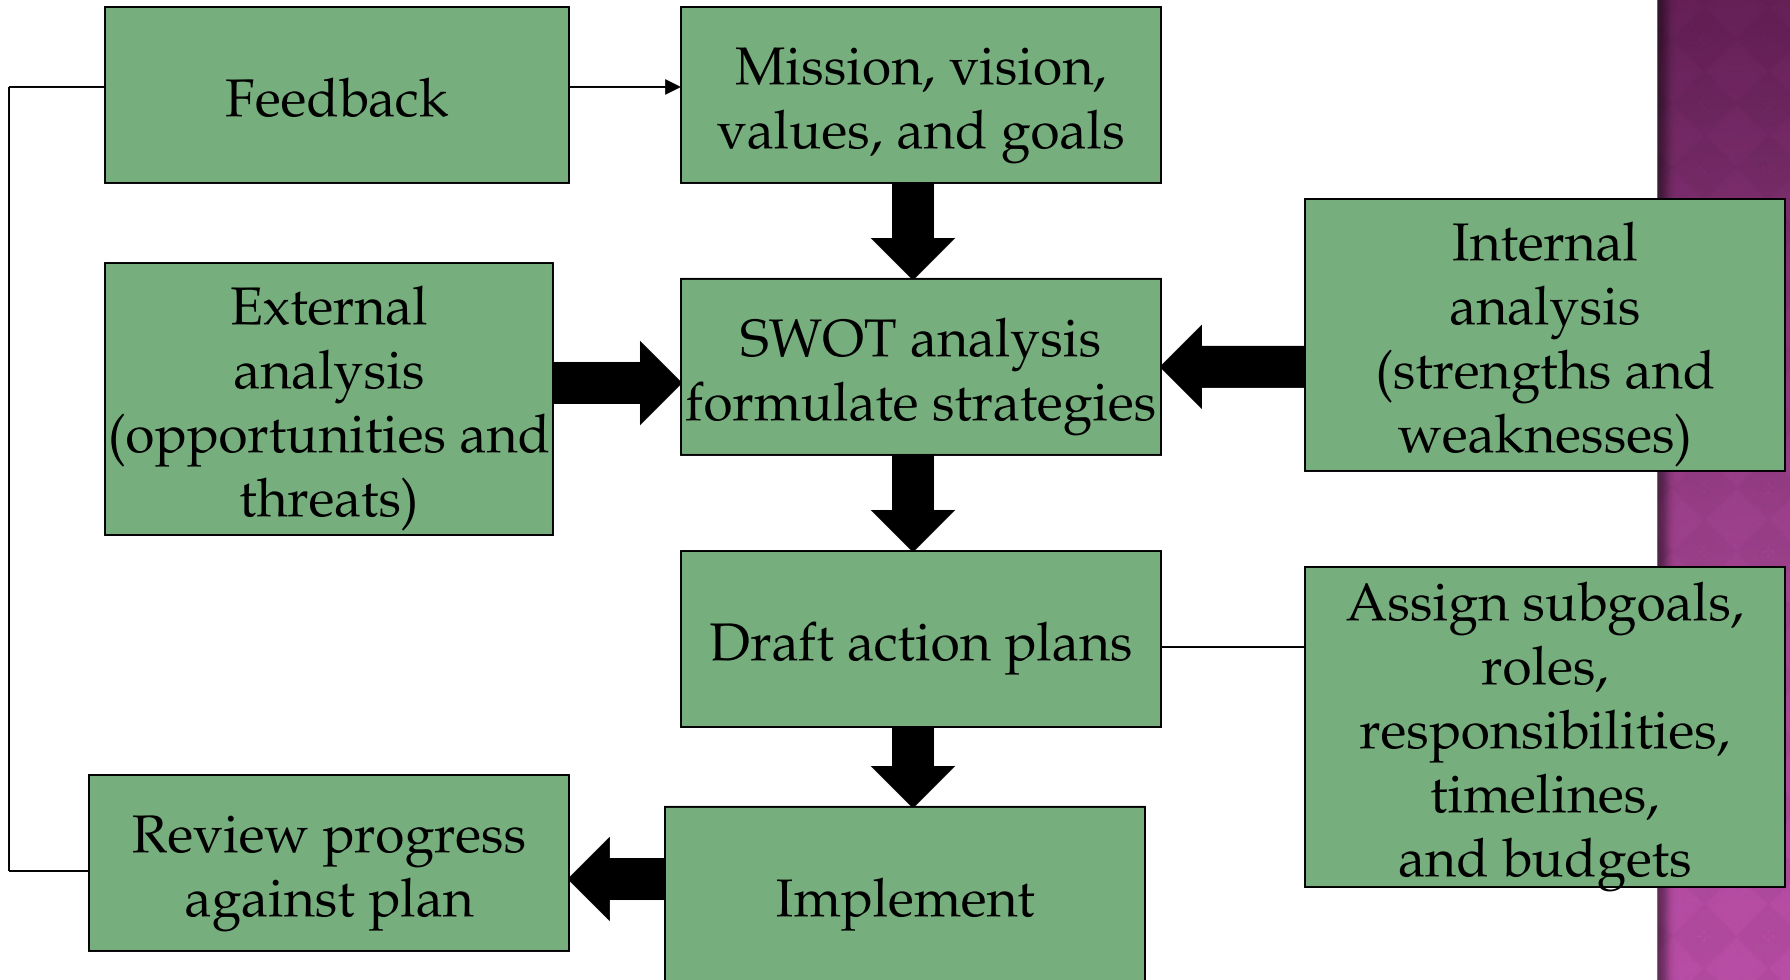 Feedback
Mission, vision,
values, and goals
External
analysis
(opportunities and
threats)
SWOT analysis
formulate strategies
Internal
analysis
(strengths and
weaknesses)
Draft action plans
Assign subgoals,
roles,
responsibilities,
timelines,
and budgets
Review progress
against plan
Implement